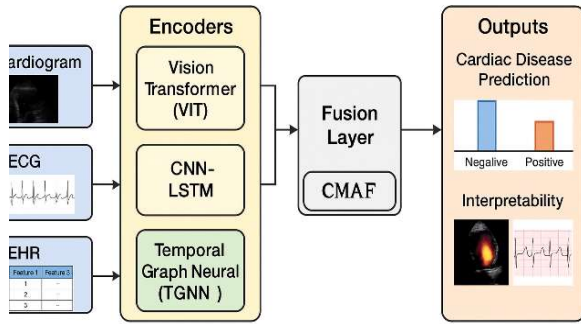 ardiogram
ECG
EHR
Feature 1 Feature 3
1 –
2 –
3 –
Encoders
Vision
Transformer
(VIT)
CNN-
LSTM
Temporal
Graph Neural
(TGNN )
Fusion
Layer
CMAF
Outputs
Cardiac Disease
Prediction
Negalive Positive
Interpretability